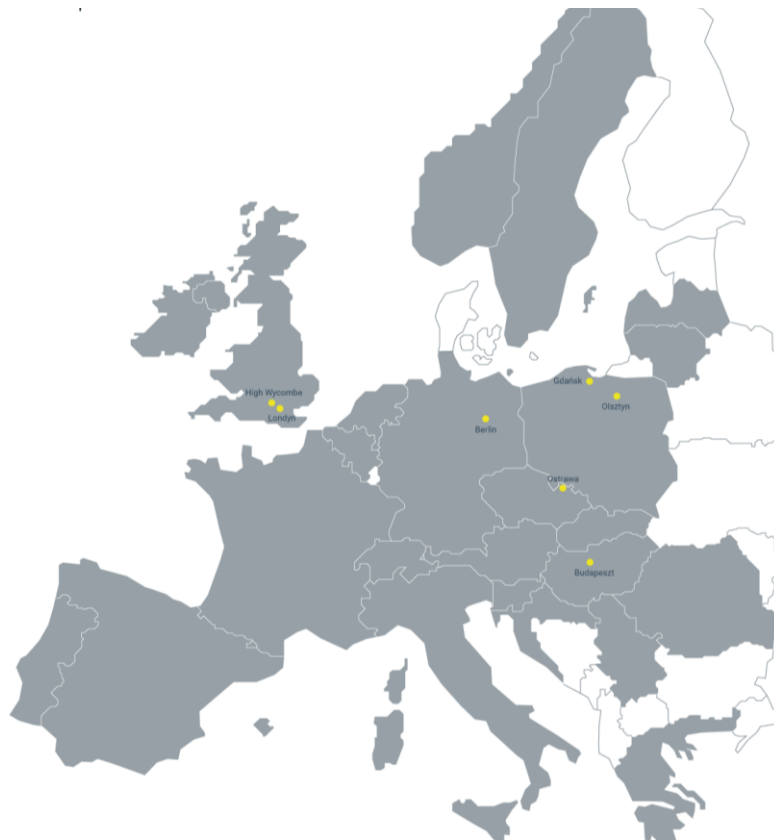 High Wycombe
Londyn
Gdańsk
Olsztyn
Berlin
Ostrawa
Budapeszt